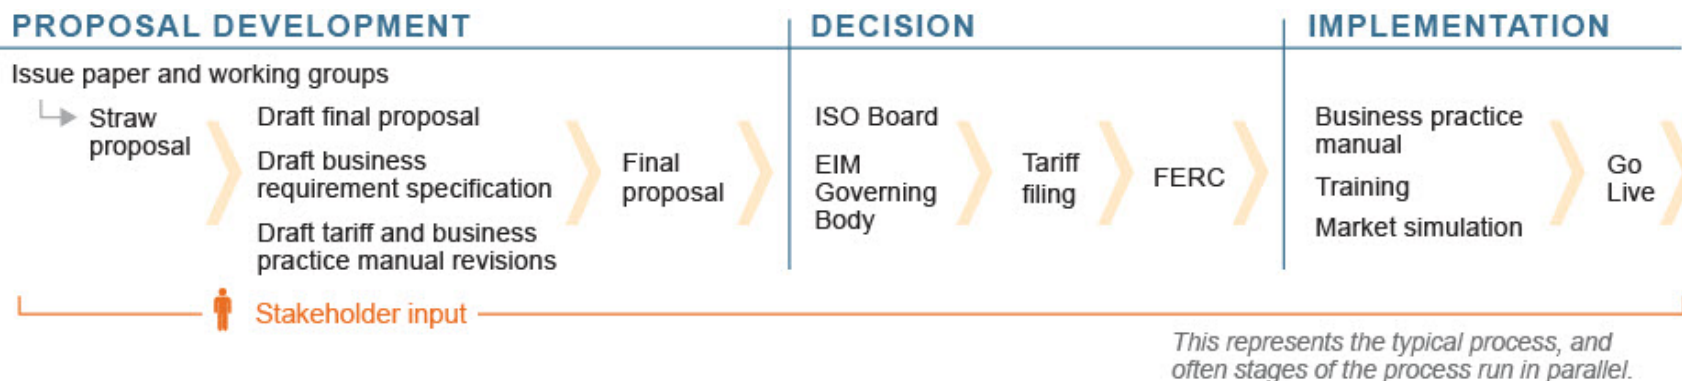 PROPOSAL DEVELOPMENT
Issue paper and working groups
Straw
proposal
Draft final proposal
Draft business
requirement specification
Draft tariff and business
practice manual revisions
Final
proposal
DECISION
ISO Board
EIM
Governing
Body
Tariff
filing
FERC
IMPLEMENTATION
Business practice
manual
Training
Market simulation
Go
Live
Stakeholder input
This represents the typical process, and
often stages of the process run in parallel.